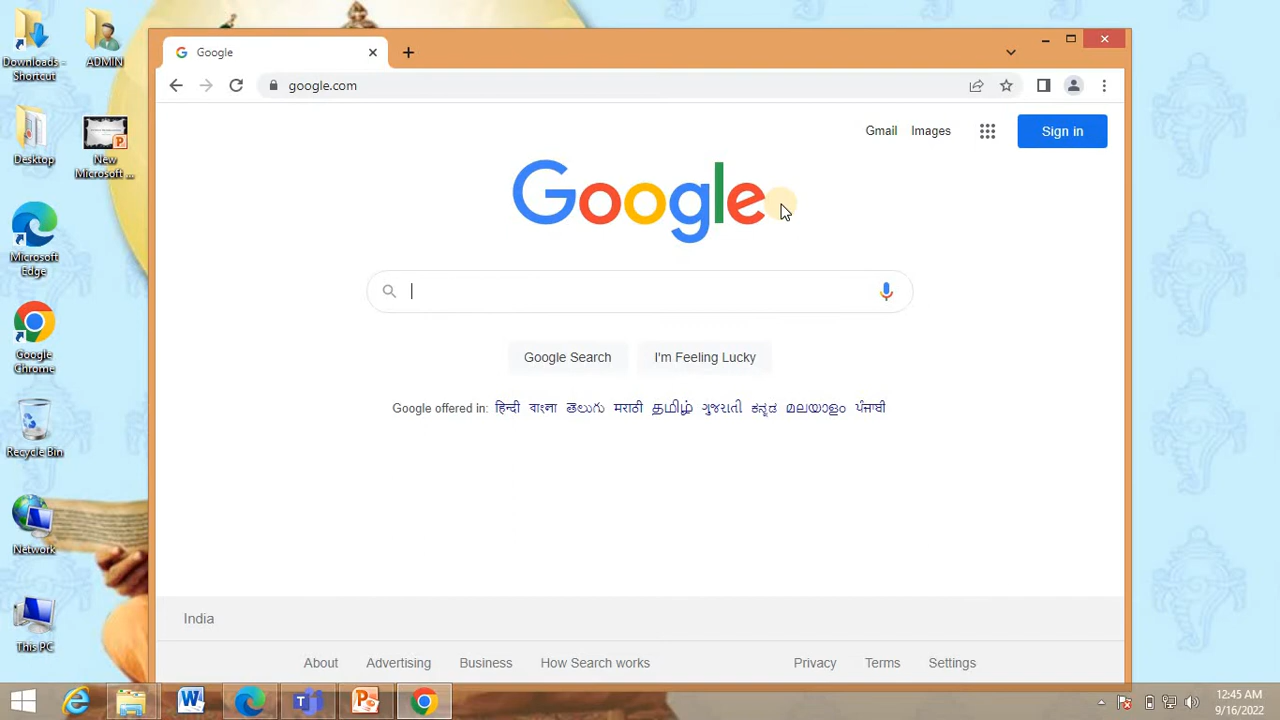 Downloads -
Shortcut
ADMIN
Desktop
New
Microsoft ...
Microsoft
Edge
Google
Chrome
Recycle Bin
Network
This PC
Google
google.com
Gmail Images Sign in
Google
Google Search I'm Feeling Lucky
Google offered in: हिन्दी বাংলা తెలుగు मराठी தமிழ் ગુજરાતી ಕನ್ನಡ മലയാളം ਪੰਜਾਬੀ
India
About Advertising Business How Search works Privacy Terms Settings
12:45 AM
9/16/2022